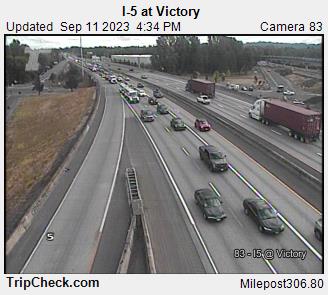 I-5 at Victory
Updated Sep 11 2023 4:34 PM Camera 83
5
83 - I5 @ Victory
TripCheck.com Milepost306.80